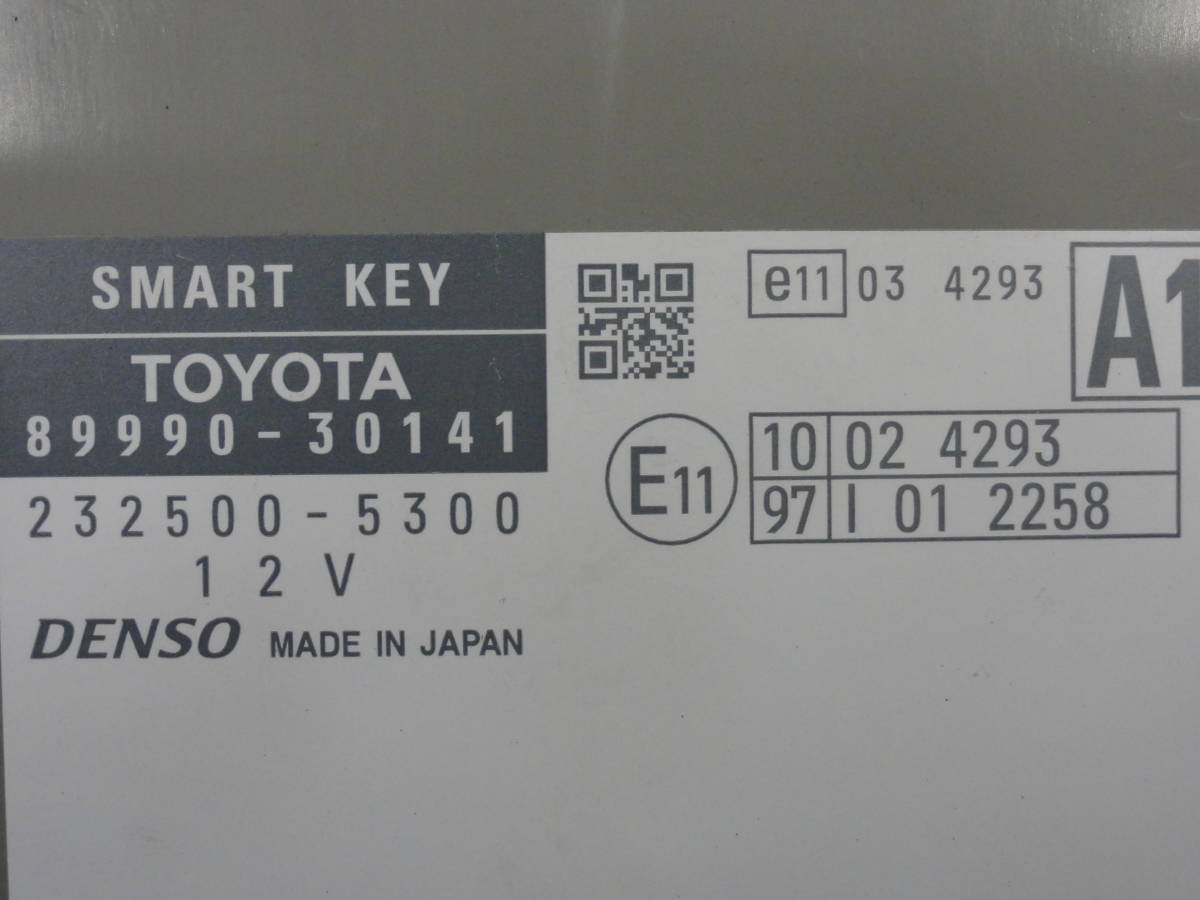 SMART KEY
TOYOTA
89990-30141
232500-5300
12V
DENSO MADE IN JAPAN
e11 03 4293
A1
E11
10 02 4293
97 I 01 2258